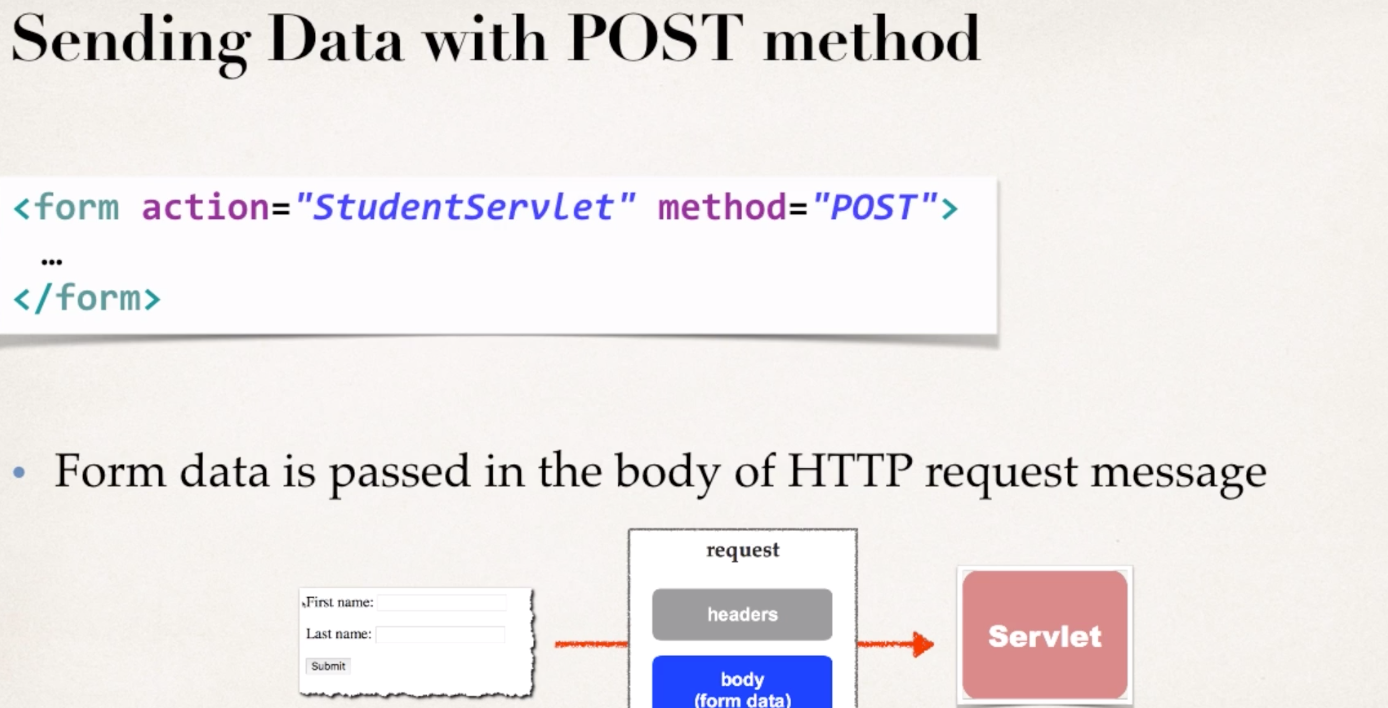 Sending Data with POST method
<form action="StudentServlet" method="POST">
…
</form>
• Form data is passed in the body of HTTP request message
First name:
Last name:
Submit
request
headers
body
(form data)
Servlet